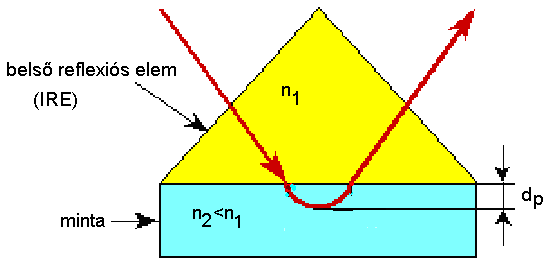 belső reflexiós elem
(IRE)
n1
dp
minta
n2<n1